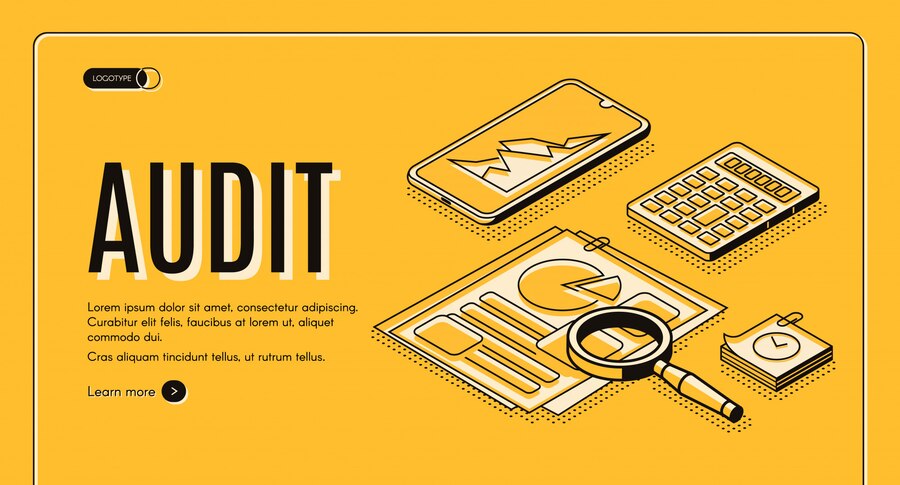 LOGOTYPE
AUDIT
Lorem ipsum dolor sit amet, consectetur adipiscing.
Curabitur elit felis, faucibus at lorem ut, aliquet
commodo dui.
Cras aliquam tincidunt tellus, ut rutrum tellus.
Learn more